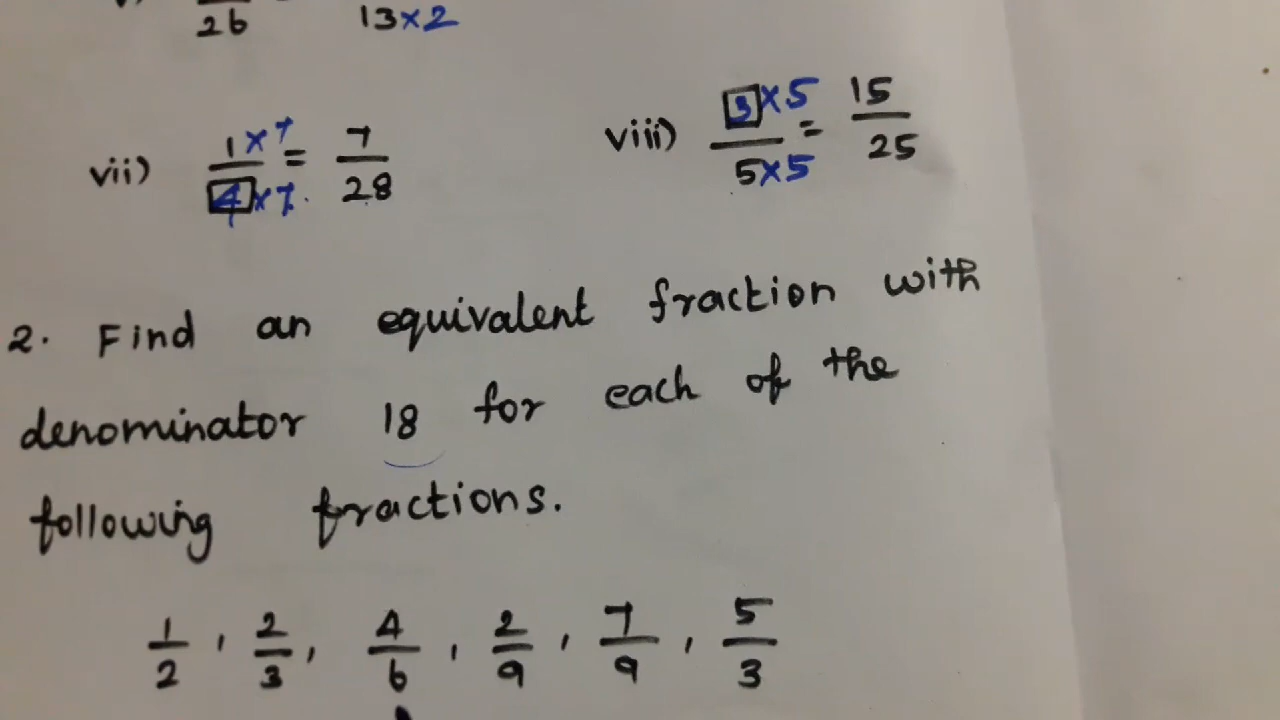 26 13×2
vii) 1×7/4×7 = 7/28 viii) 3×5/5×5 = 15/25
2. Find an equivalent fraction with
denominator 18 for each of the
following fractions.
1/2, 2/3, 4/6, 2/9, 7/9, 5/3